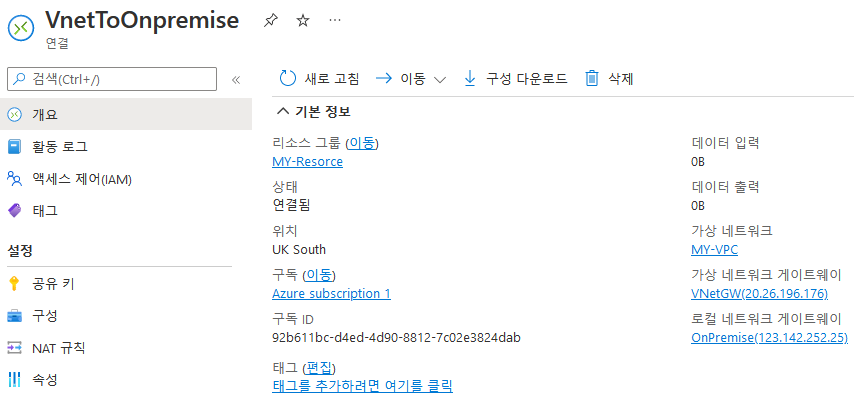 VnetToOnpremise
연결
검색(Ctrl+/)
개요
활동 로그
액세스 제어(IAM)
태그
설정
공유 키
구성
NAT 규칙
속성
새로 고침
이동
구성 다운로드
삭제
기본 정보
리소스 그룹 (이동)
MY-Resorce
상태
연결됨
위치
UK South
구독 (이동)
Azure subscription 1
구독 ID
92b611bc-d4ed-4d90-8812-7c02e3824dab
태그 (편집)
태그를 추가하려면 여기를 클릭
데이터 입력
0B
데이터 출력
0B
가상 네트워크
MY-VPC
가상 네트워크 게이트웨이
VNetGW(20.26.196.176)
로컬 네트워크 게이트웨이
OnPremise(123.142.252.25)